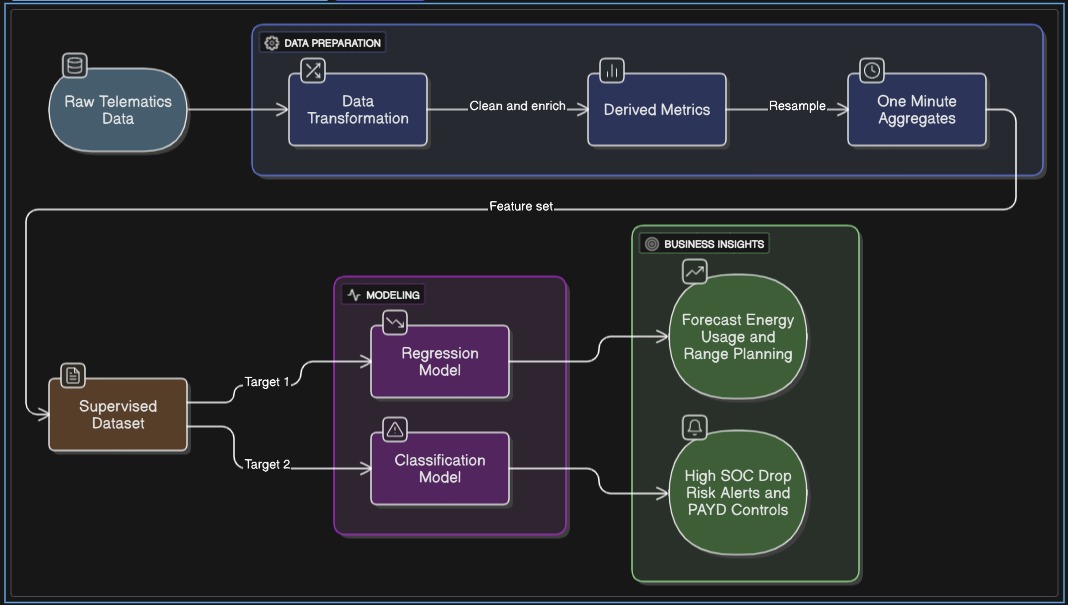 DATA PREPARATION
Raw Telematics
Data
Data
Transformation
Clean and enrich
Derived Metrics
Resample
One Minute
Aggregates
Feature set
BUSINESS INSIGHTS
MODELING
Regression
Model
Forecast Energy
Usage and
Range Planning
Target 1
Supervised
Dataset
Target 2
Classification
Model
High SOC Drop
Risk Alerts and
PAYD Controls